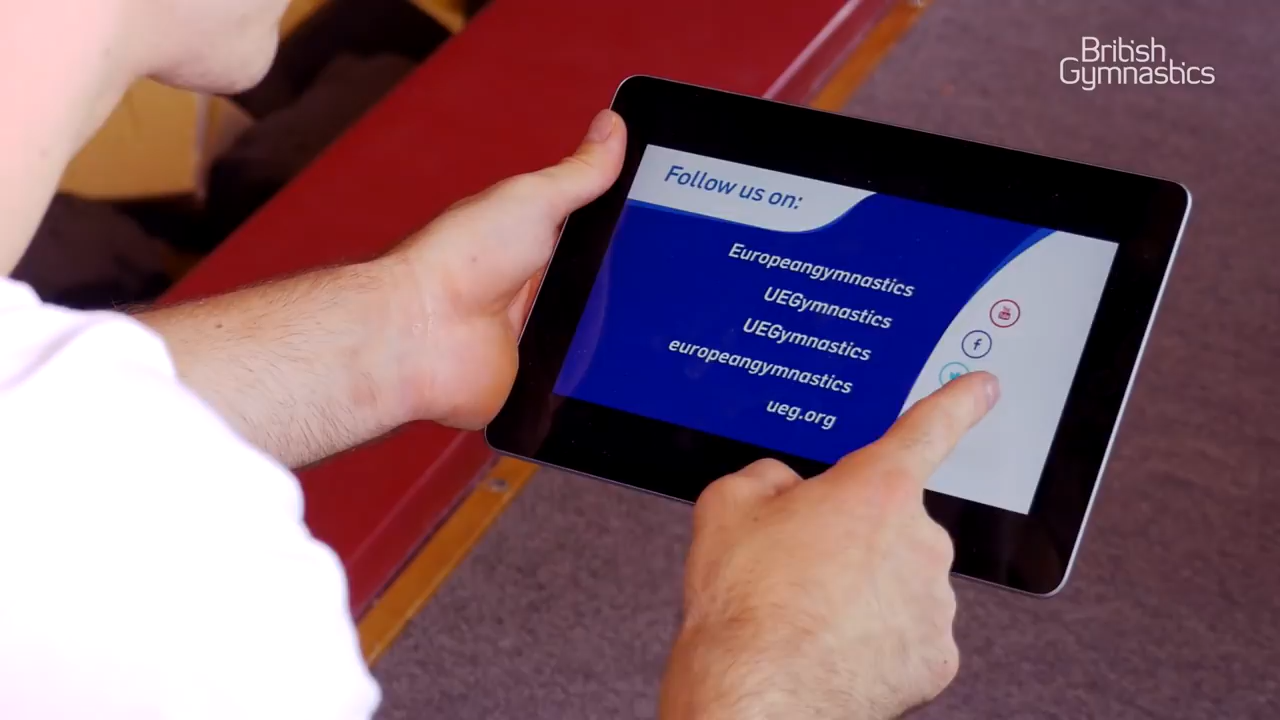 British
Gymnastics
Follow us on:
Europeangymnastics
UEGymnastics
UEGymnastics
europeangymnastics
ueg.org